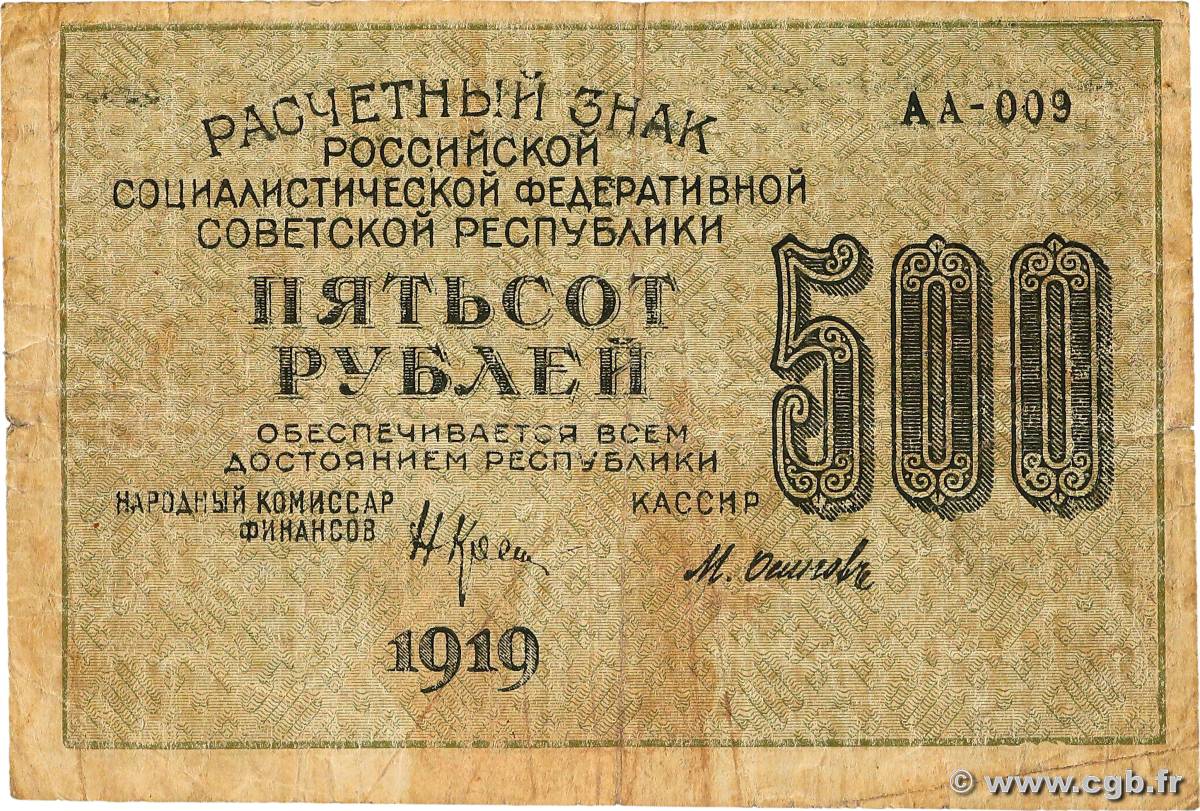 РАСЧЕТНЫЙ ЗНАК
АА-009
РОССИЙСКОЙ
СОЦИАЛИСТИЧЕСКОЙ ФЕДЕРАТИВНОЙ
СОВЕТСКОЙ РЕСПУБЛИКИ
ПЯТЬСОТ
РУБЛЕЙ
500
ОБЕСПЕЧИВАЕТСЯ ВСЕМ
ДОСТОЯНИЕМ РЕСПУБЛИКИ
НАРОДНЫЙ КОМИССАР
ФИНАНСОВ
КАССИР
М. Осиповъ
1919
© www.cgb.fr